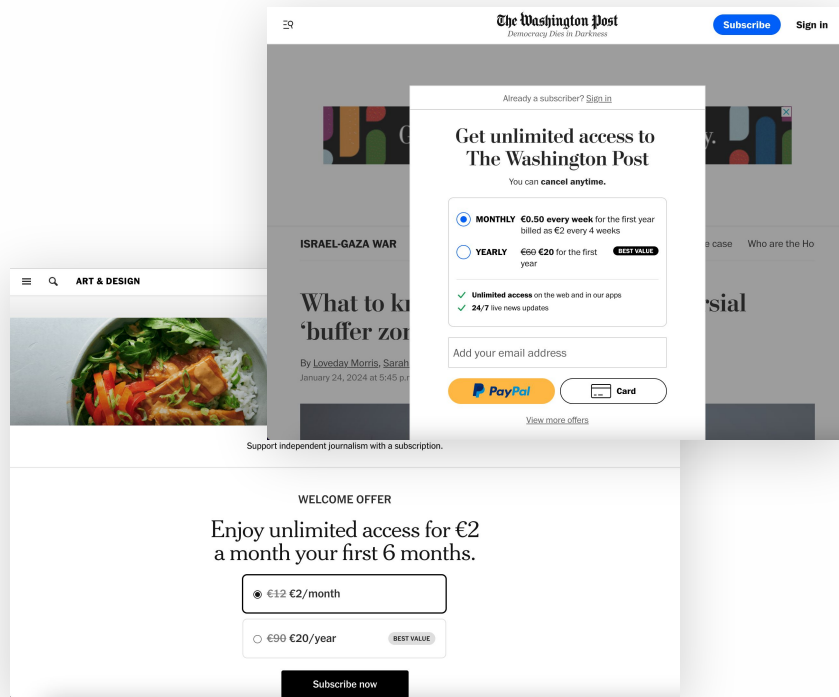 The Washington Post
Democracy Dies in Darkness
Subscribe
Sign in
Already a subscriber? Sign in
Get unlimited access to
The Washington Post
You can cancel anytime.
MONTHLY €0.50 every week for the first year
billed as €2 every 4 weeks
YEARLY €60 €20 for the first
year
BEST VALUE
Unlimited access on the web and in our apps
24/7 live news updates
Add your email address
PayPal
Card
View more offers
ISRAEL-GAZA WAR
case Who are the
What to
‘buffer
By Loveday Morris, Sarah
January 24, 2024 at 5:45
ART & DESIGN
Support independent journalism with a subscription.
WELCOME OFFER
Enjoy unlimited access for €2
a month your first 6 months.
€12 €2/month
€90 €20/year
BEST VALUE
Subscribe now